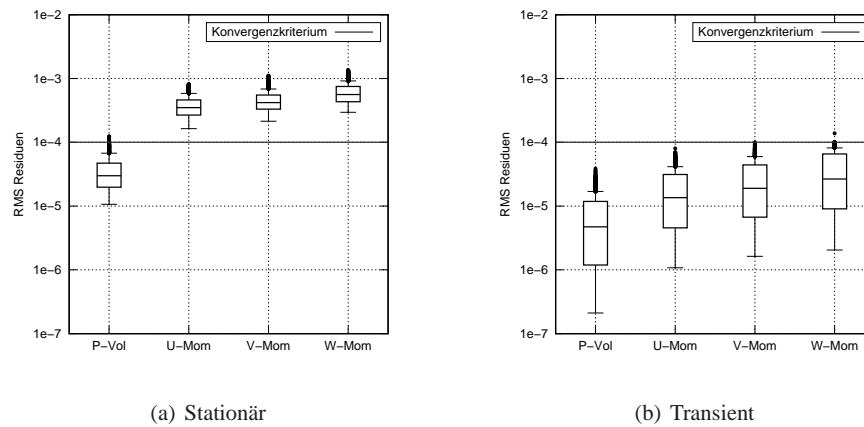 1e−2
1e−3
1e−4
1e−5
1e−6
1e−7
RMS Residuen
Konvergenzkriterium
P−Vol U−Mom V−Mom W−Mom
(a) Stationär
1e−2
1e−3
1e−4
1e−5
1e−6
1e−7
RMS Residuen
Konvergenzkriterium
P−Vol U−Mom V−Mom W−Mom
(b) Transient